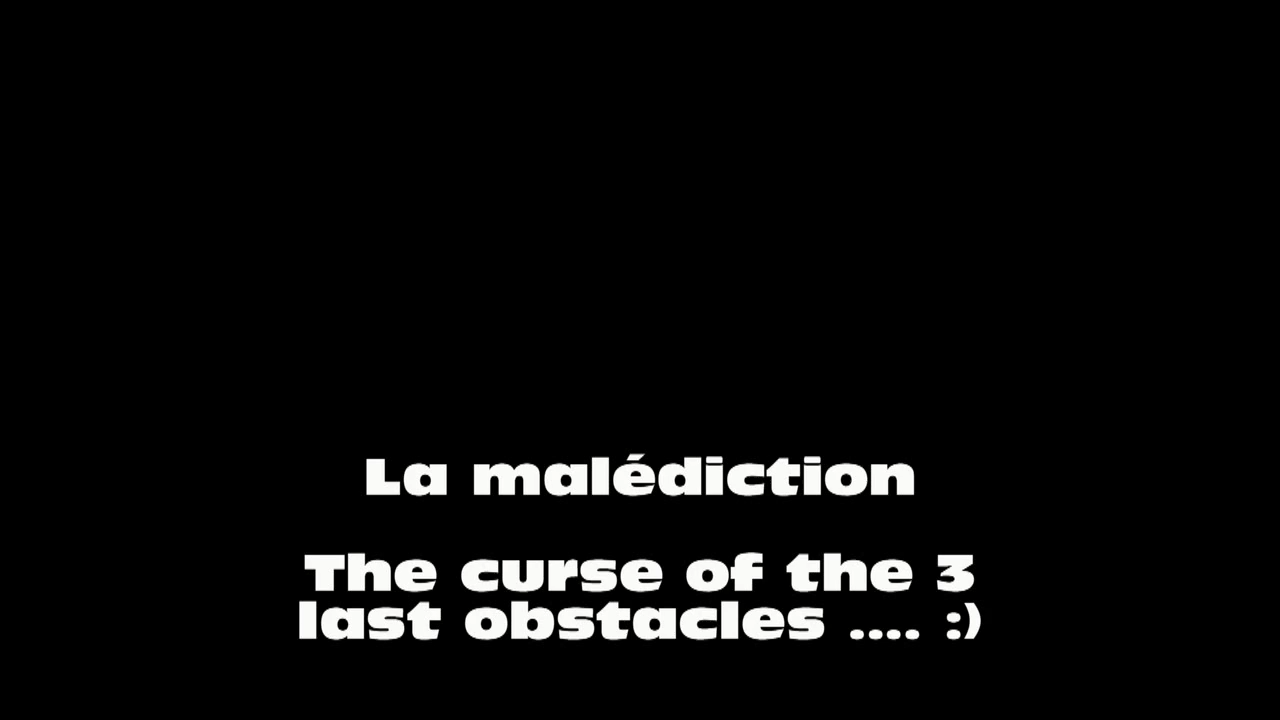 La malédiction
The curse of the 3
last obstacles .... :)